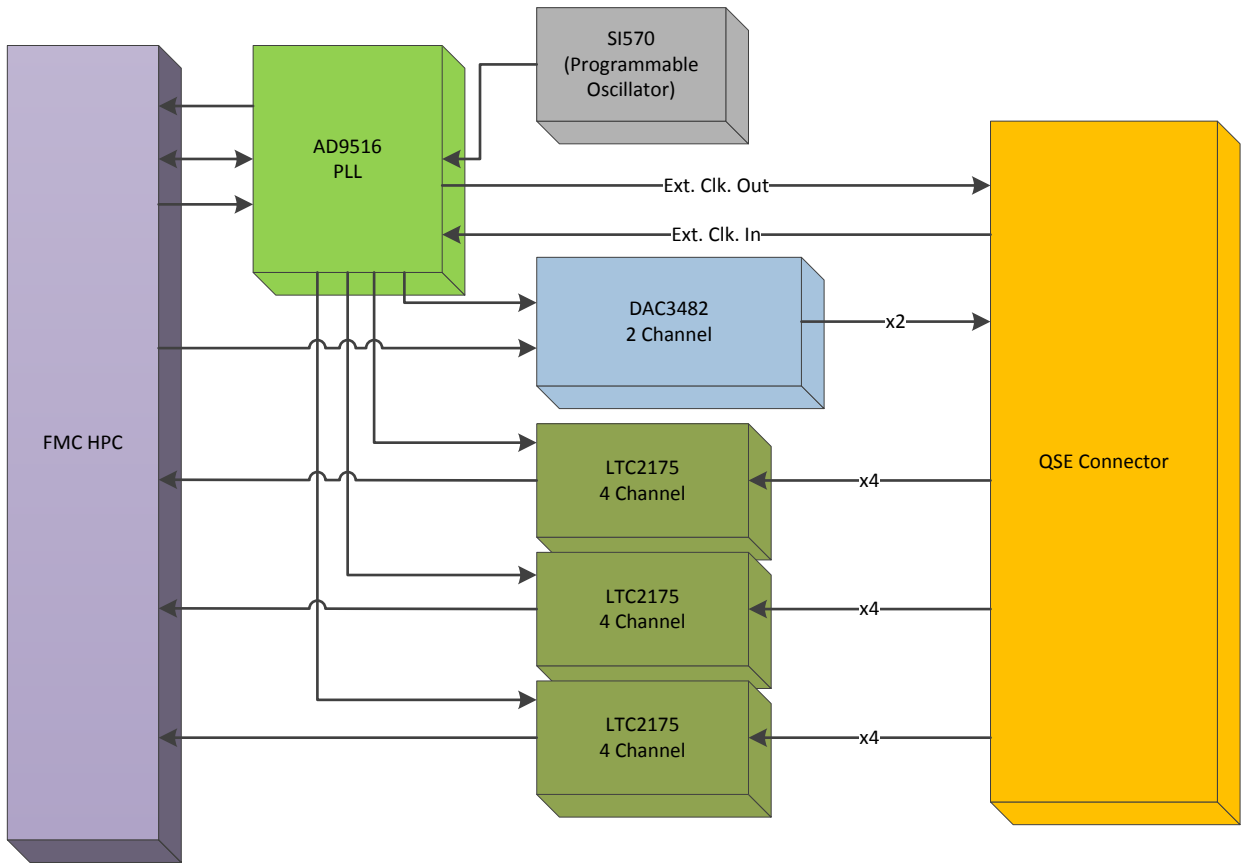 SI570
(Programmable
Oscillator)
AD9516
PLL
Ext. Clk. Out
Ext. Clk. In
DAC3482
2 Channel
x2
FMC HPC
QSE Connector
LTC2175
4 Channel
x4
LTC2175
4 Channel
x4
LTC2175
4 Channel
x4